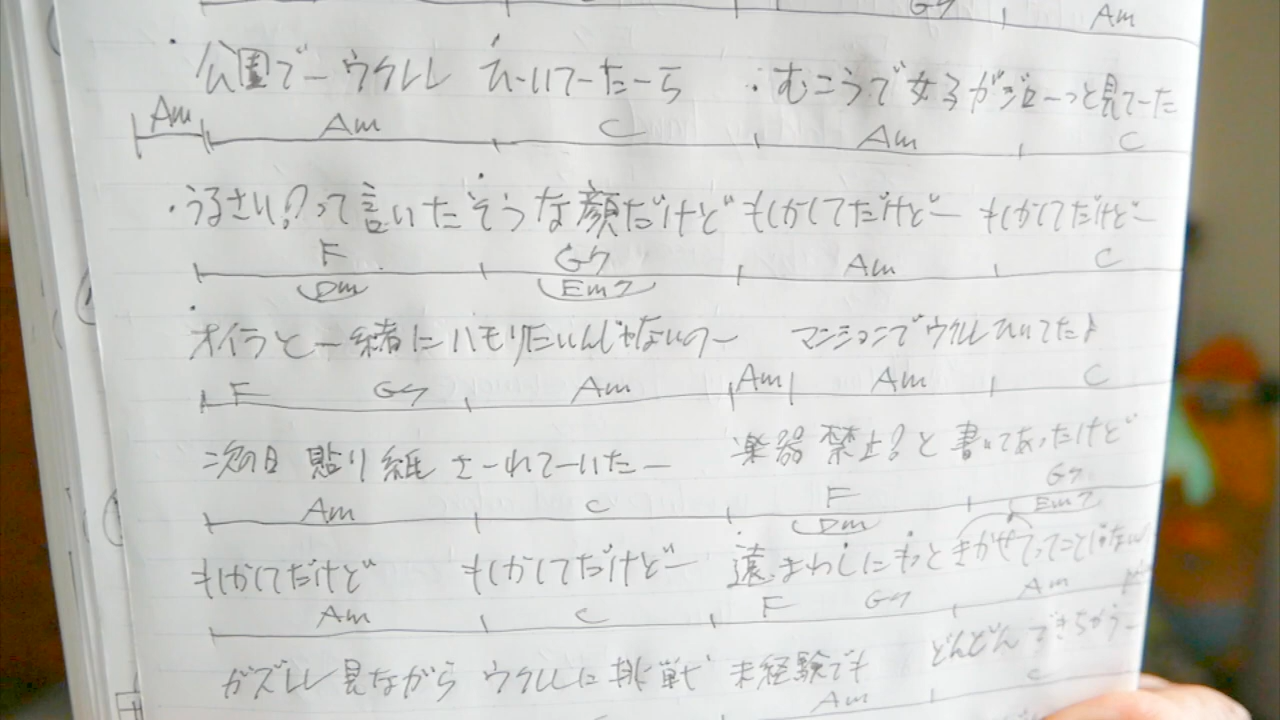 G7 Am
公園でーウクレレ ひーいてーたーら ・むこうで女子がジローっと見てーた
Am Am C Am C
・うるさい?って言いたそうな顔だけど もしかしてだけどー もしかしてだけどー
F G7 Am C
Dm Em7
オイラと一緒にハモりたいんじゃないのー マンションでウクレレひいてたよ
F G7 Am Am Am C
次の日 貼り紙 さーれてーいたー 楽器禁止?と書いてあったけど
Am C F G7
Dm Em7
もしかしてだけど もしかしてだけどー 遠まわしにもっときかせてってことじゃない
Am C F G7 Am
ガズレレ見ながら ウクレレに挑戦 未経験でも どんどんできちゃうー
C Am C